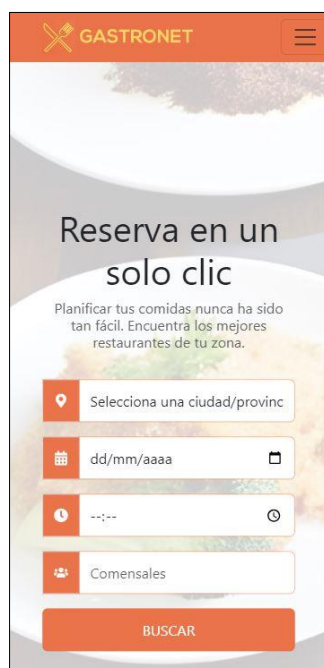 GASTRONET
Reserva en un
solo clic
Planificar tus comidas nunca ha sido
tan fácil. Encuentra los mejores
restaurantes de tu zona.
Selecciona una ciudad/provinc
dd/mm/aaaa
--:--
Comensales
BUSCAR